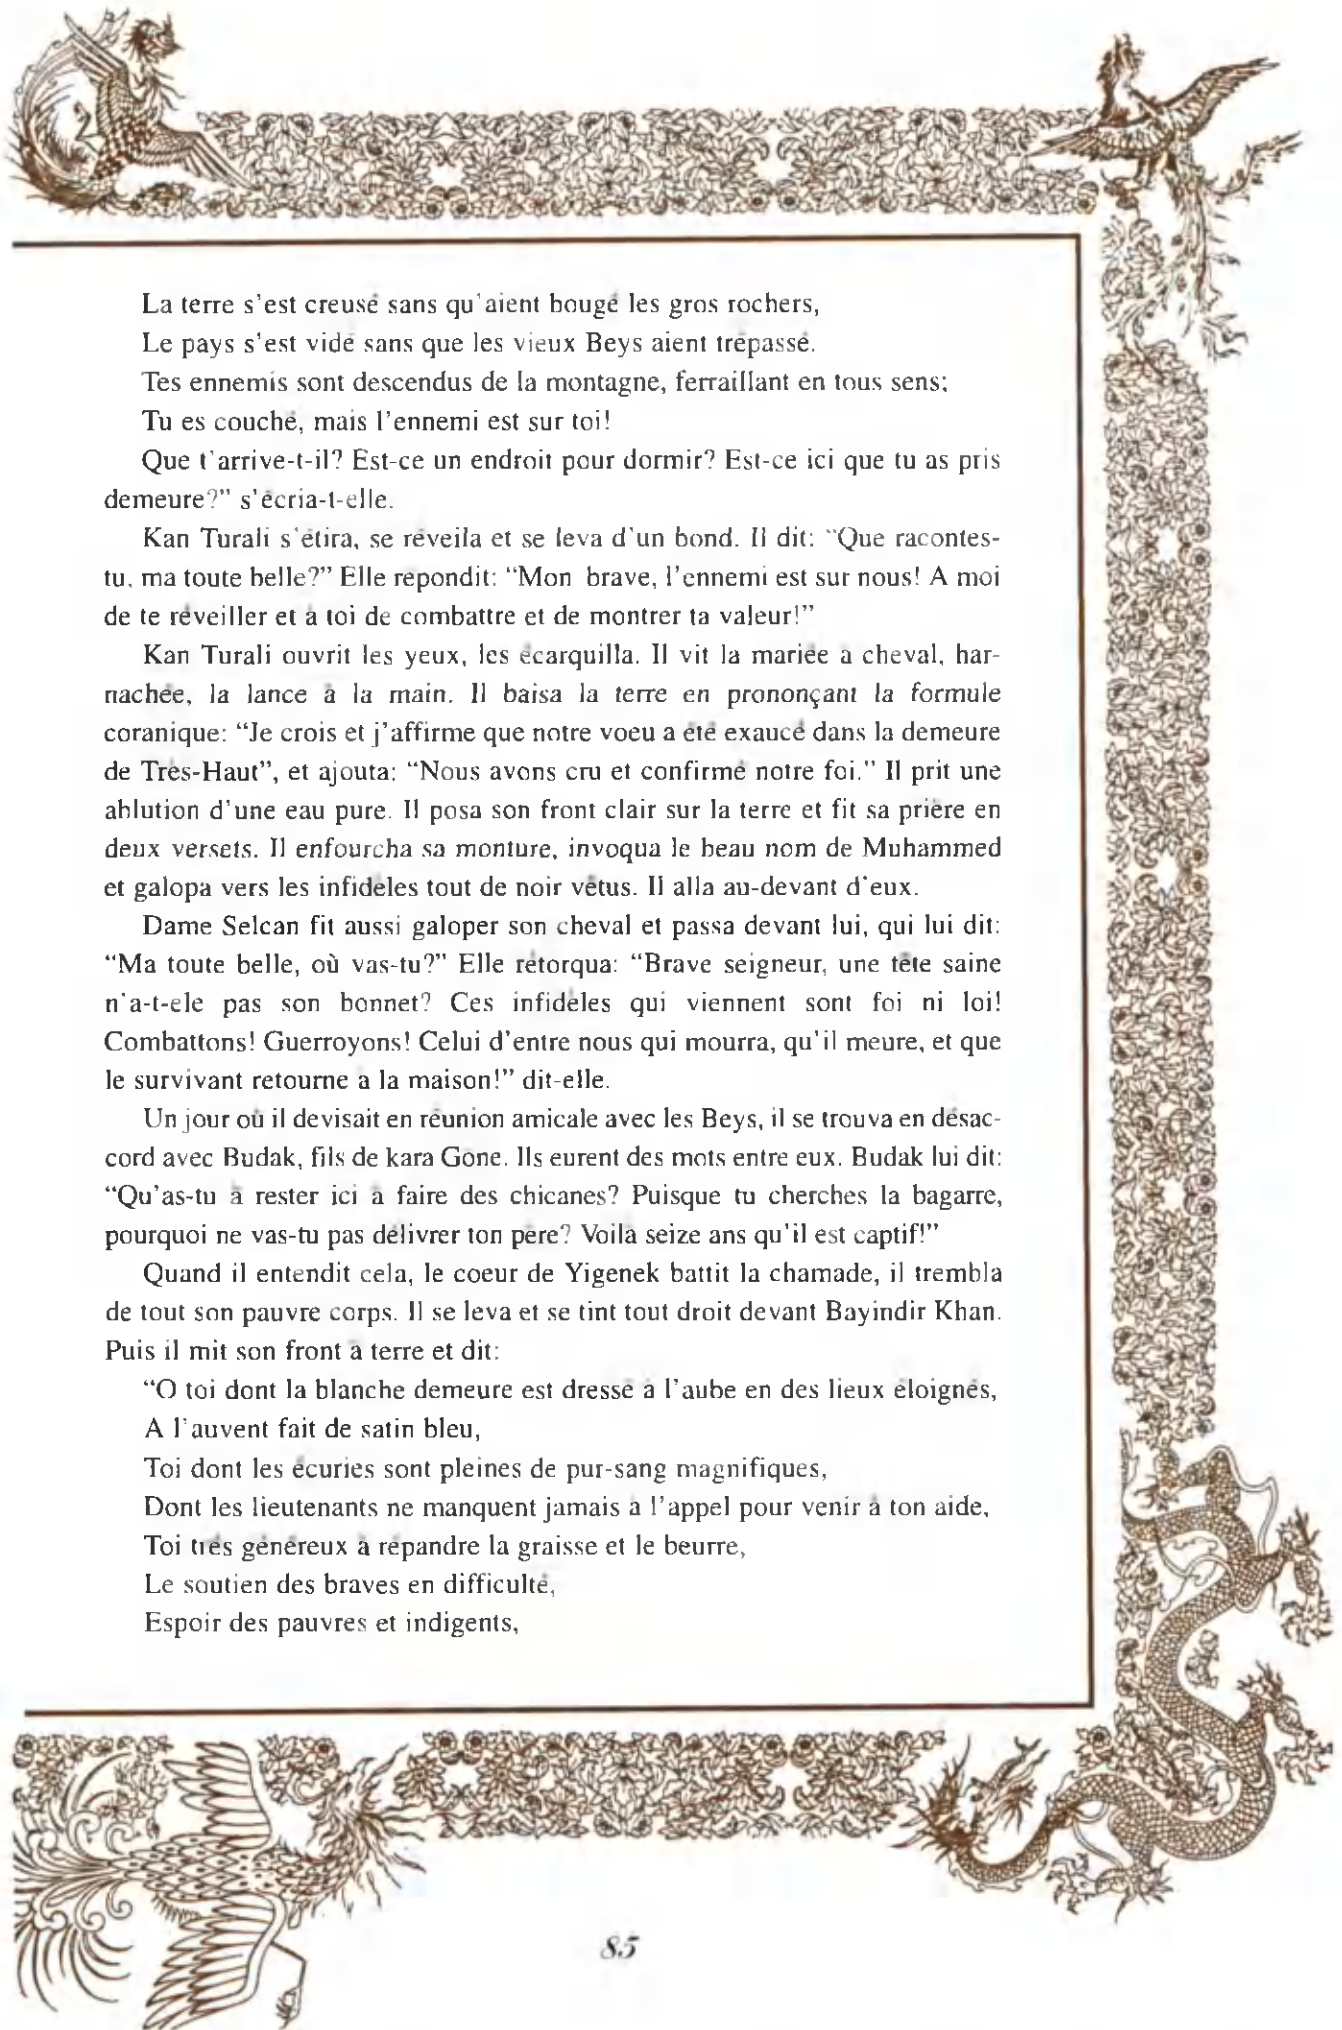 La terre s'est creusé sans qu'aient bougé les gros rochers,
Le pays s'est vidé sans que les vieux Beys aient trépassé.
Tes ennemis sont descendus de la montagne, ferraillant en tous sens;
Tu es couché, mais l'ennemi est sur toi!
Que t'arrive-t-il? Est-ce un endroit pour dormir? Est-ce ici que tu as pris
demeure?" s'écria-t-elle.
Kan Turali s'étira, se réveila et se leva d'un bond. Il dit: "Que racontes-
tu, ma toute belle?" Elle repondit: "Mon brave, l'ennemi est sur nous! A moi
de te réveiller et à toi de combattre et de montrer ta valeur!"
Kan Turali ouvrit les yeux, les écarquilla. Il vit la mariée à cheval, har-
nachée, la lance à la main. Il baisa la terre en prononçant la formule
coranique: "Je crois et j'affirme que notre voeu a été exaucé dans la demeure
de Très-Haut", et ajouta: "Nous avons cru et confirmé notre foi." Il prit une
ablution d'une eau pure. Il posa son front clair sur la terre et fit sa prière en
deux versets. Il enfourcha sa monture, invoqua le beau nom de Muhammed
et galopa vers les infidèles tout de noir vêtus. Il alla au-devant d'eux.
Dame Selcan fit aussi galoper son cheval et passa devant lui, qui lui dit:
"Ma toute belle, où vas-tu?" Elle rétorqua: "Brave seigneur, une tête saine
n'a-t-ele pas son bonnet? Ces infidèles qui viennent sont foi ni loi!
Combattons! Guerroyons! Celui d'entre nous qui mourra, qu'il meure, et que
le survivant retourne a la maison!" dit-elle.
Un jour où il devisait en réunion amicale avec les Beys, il se trouva en désac-
cord avec Budak, fils de kara Göne. Ils eurent des mots entre eux. Budak lui dit:
"Qu'as-tu à rester ici à faire des chicanes? Puisque tu cherches la bagarre,
pourquoi ne vas-tu pas délivrer ton père? Voilà seize ans qu'il est captif!"
Quand il entendit cela, le coeur de Yigenek battit la chamade, il trembla
de tout son pauvre corps. Il se leva et se tint tout droit devant Bayindir Khan.
Puis il mit son front à terre et dit:
"O toi dont la blanche demeure est dressé à l'aube en des lieux éloignés,
A l'auvent fait de satin bleu,
Toi dont les écuries sont pleines de pur-sang magnifiques,
Dont les lieutenants ne manquent jamais à l'appel pour venir à ton aide,
Toi trés généreux à répandre la graisse et le beurre,
Le soutien des braves en difficulté,
Espoir des pauvres et indigents,
85